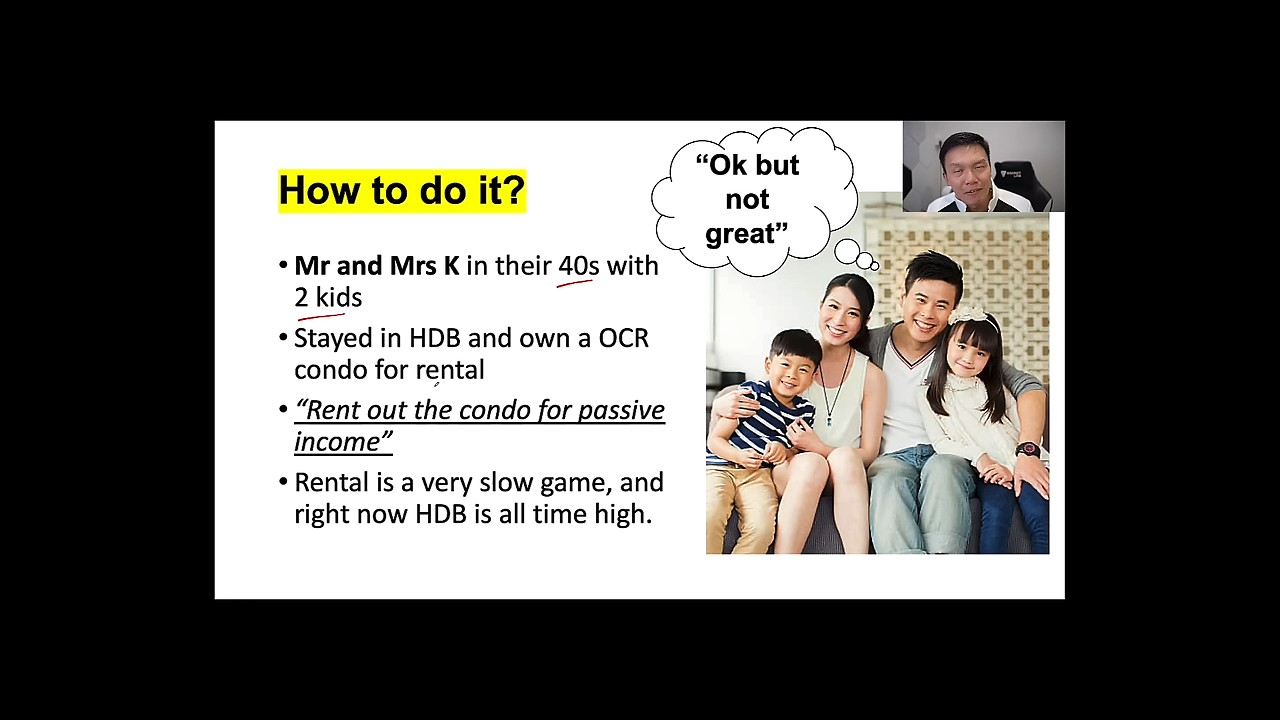 How to do it?
“Ok but
not
great”
• Mr and Mrs K in their 40s with
2 kids
• Stayed in HDB and own a OCR
condo for rental
• “Rent out the condo for passive
income”
• Rental is a very slow game, and
right now HDB is all time high.